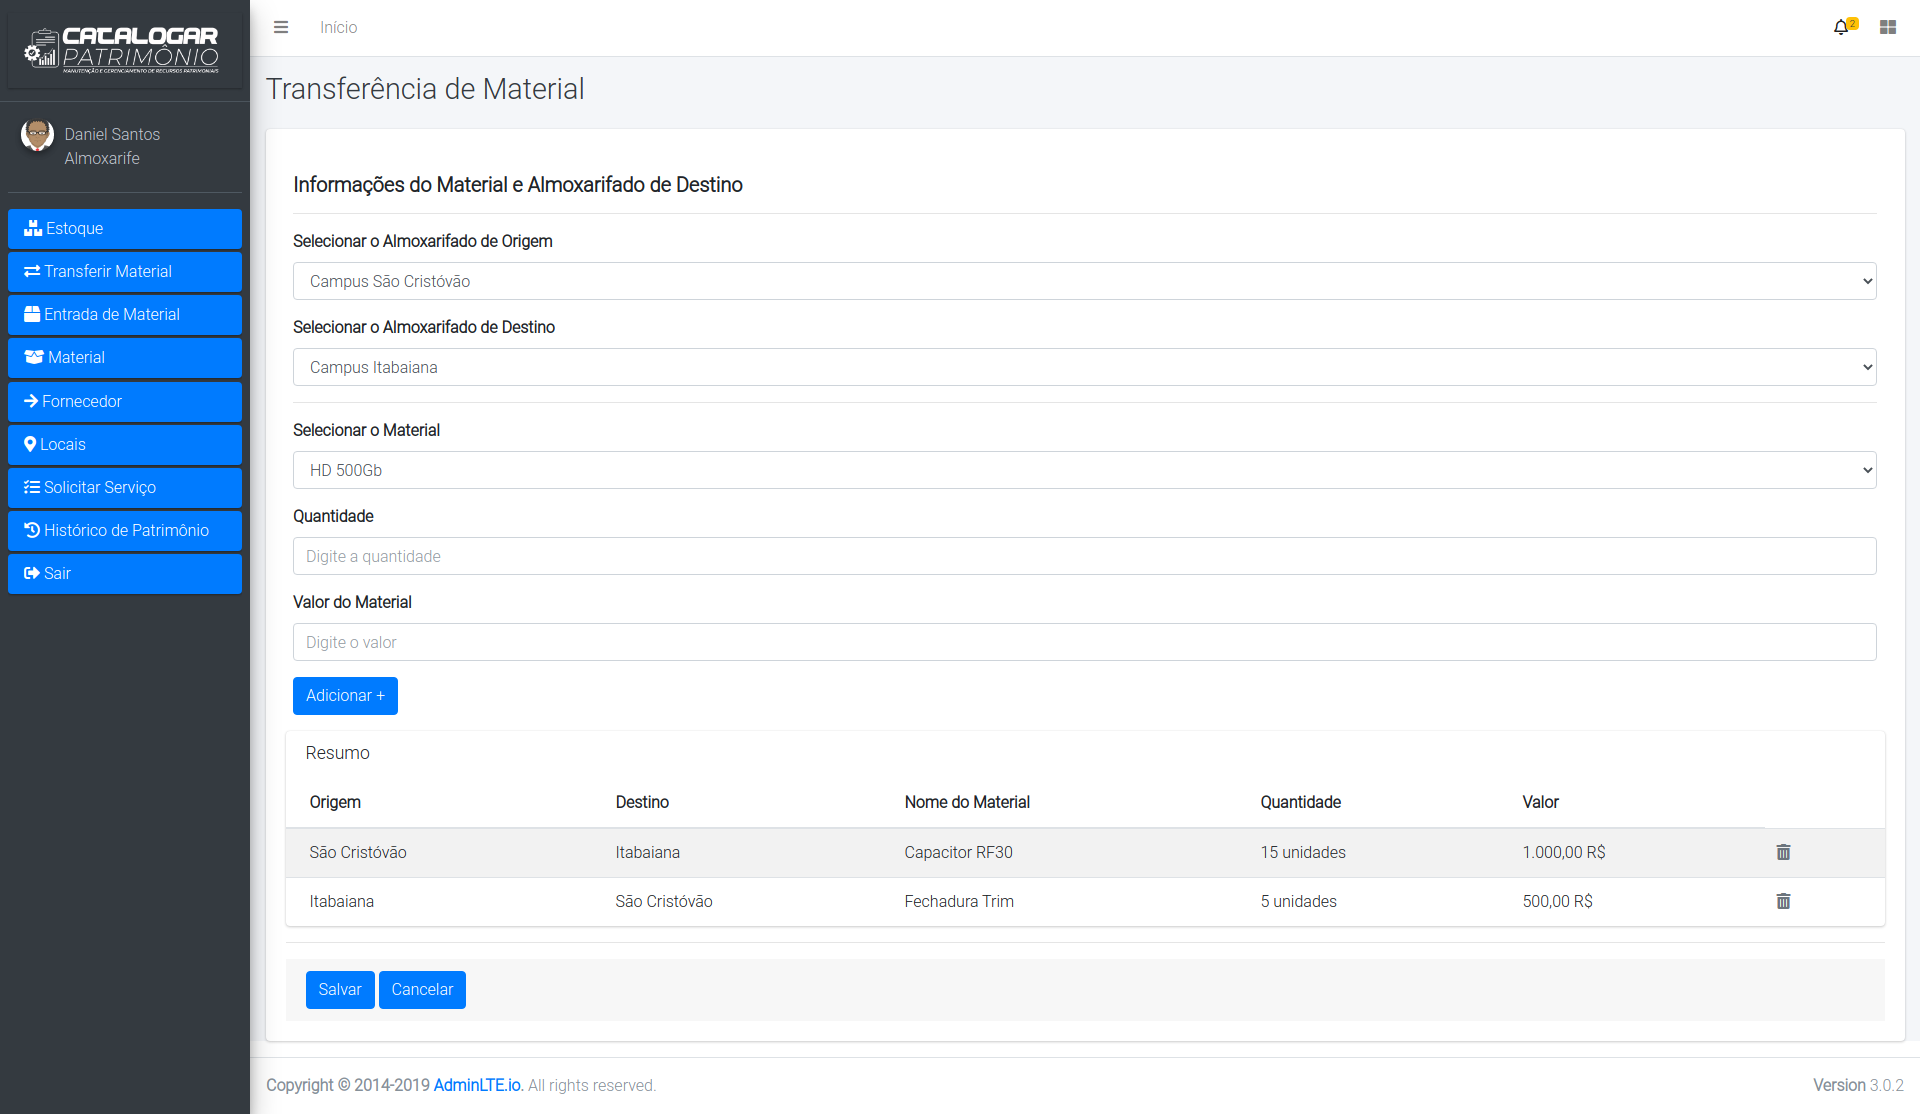 CATALOGAR
PATRIMÔNIO
MANUTENÇÃO E GERENCIAMENTO DE RECURSOS PATRIMONIAIS
Início
2
Transferência de Material
Daniel Santos
Almoxarife
Estoque
Transferir Material
Entrada de Material
Material
Fornecedor
Locais
Solicitar Serviço
Histórico de Patrimônio
Sair
Informações do Material e Almoxarifado de Destino
Selecionar o Almoxarifado de Origem
Campus São Cristóvão
Selecionar o Almoxarifado de Destino
Campus Itabaiana
Selecionar o Material
HD 500Gb
Quantidade
Digite a quantidade
Valor do Material
Digite o valor
Adicionar +
Resumo
Origem Destino Nome do Material Quantidade Valor
São Cristóvão Itabaiana Capacitor RF30 15 unidades 1.000,00 R$
Itabaiana São Cristóvão Fechadura Trim 5 unidades 500,00 R$
Salvar Cancelar
Copyright © 2014-2019 AdminLTE.io. All rights reserved. Version 3.0.2